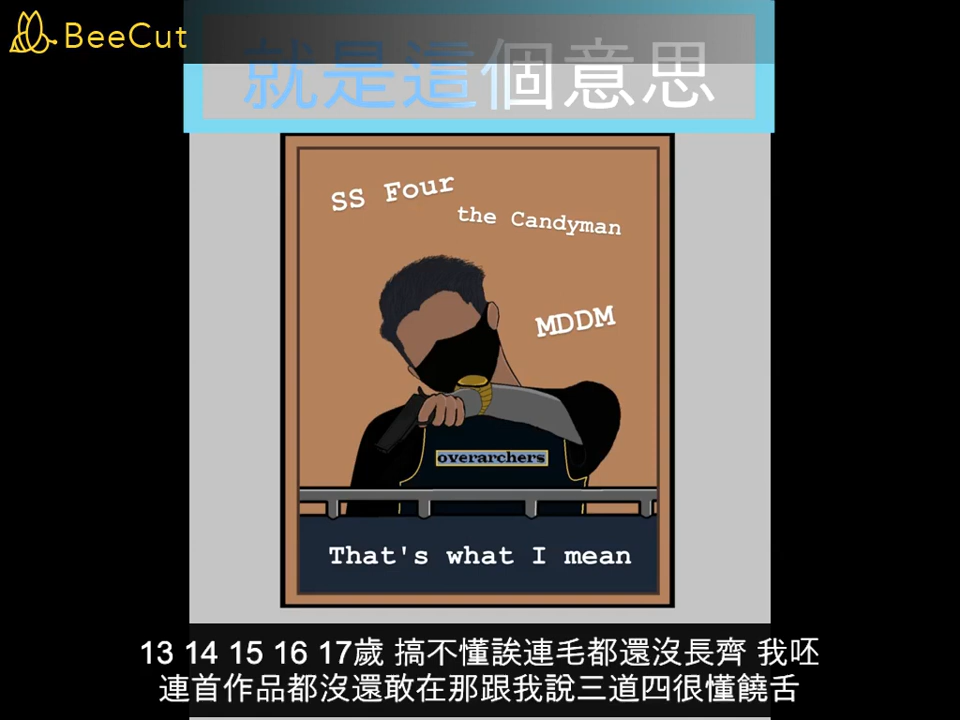 BeeCut
就是這個意思
SS Four
the Candyman
MDDM
overarchers
That's what I mean
13 14 15 16 17歲 搞不懂誒連毛都還沒長齊 我呸
連首作品都沒還敢在那跟我說三道四很懂饒舌